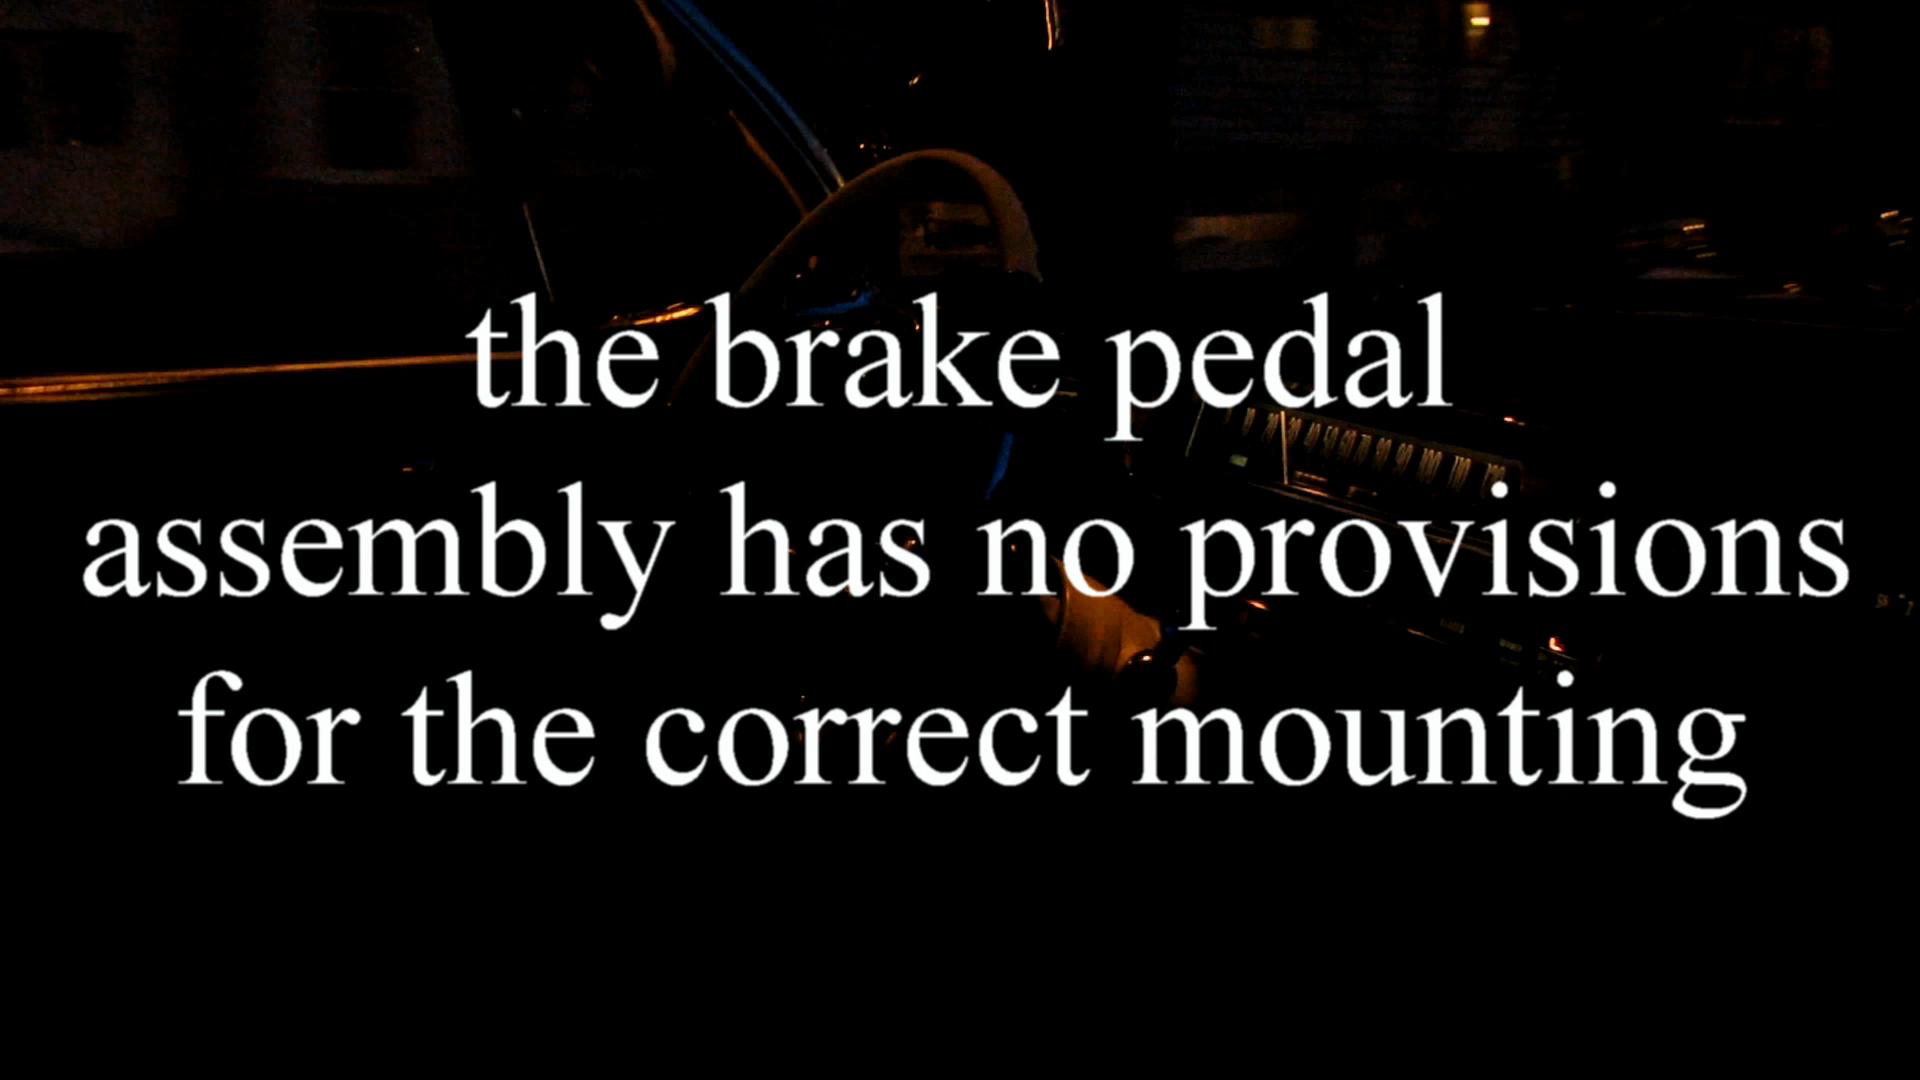 the brake pedal
assembly has no provisions
for the correct mounting